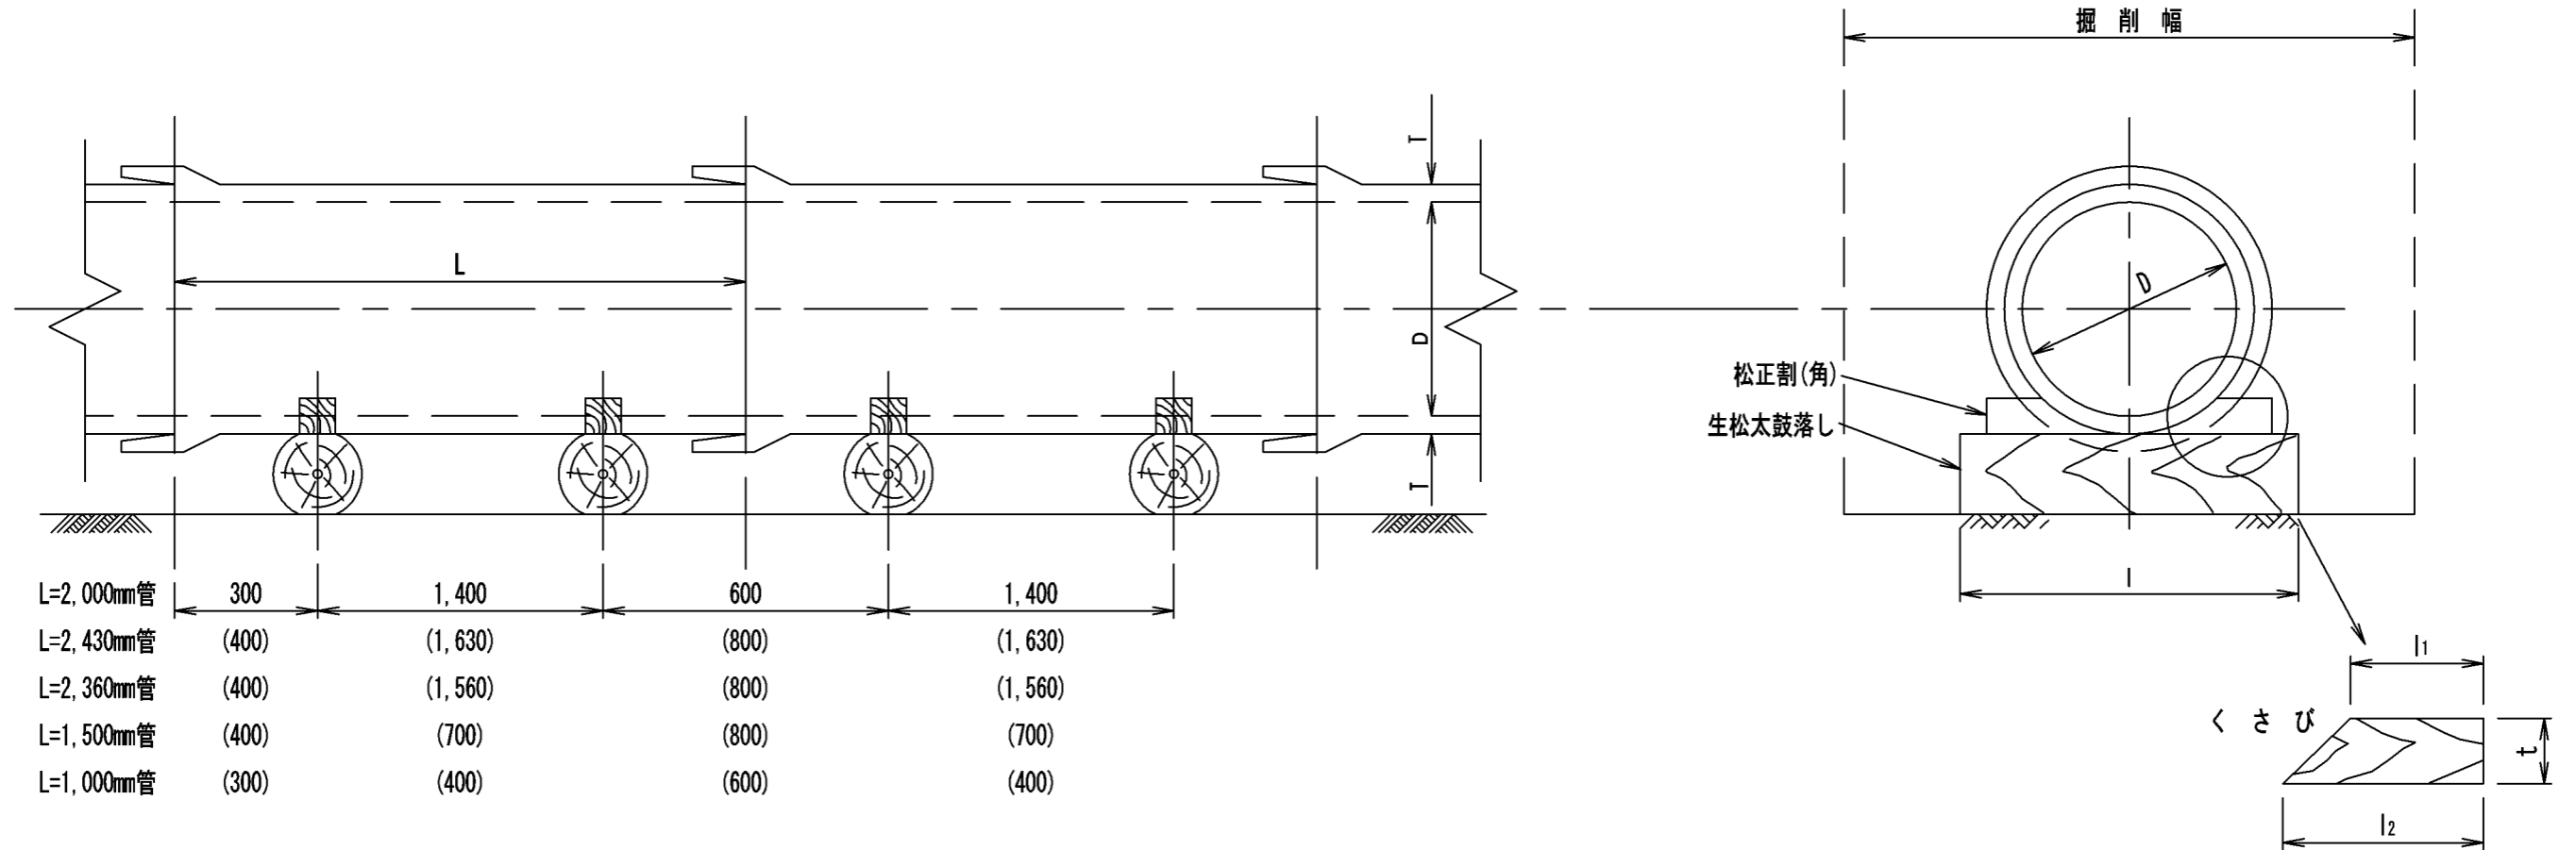 掘 削 幅
T
L
D
D
T
松正割(角)
生松太鼓落し
l
L=2,000mm管 300 1,400 600 1,400
L=2,430mm管 (400) (1,630) (800) (1,630)
L=2,360mm管 (400) (1,560) (800) (1,560)
L=1,500mm管 (400) (700) (800) (700)
L=1,000mm管 (300) (400) (600) (400)
l1
く さ び
t
l2